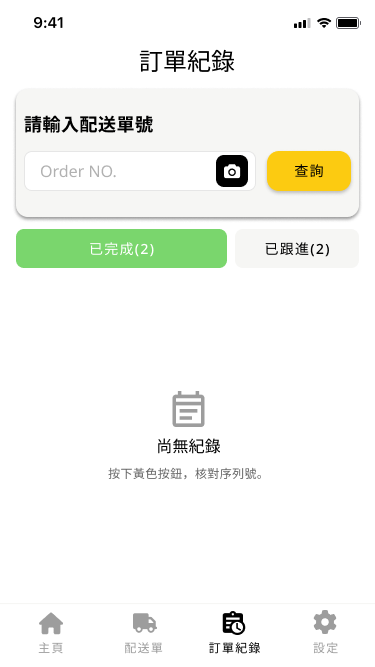 9:41
訂單紀錄
請輸入配送單號
Order NO.
查詢
已完成(2)
已跟進(2)
尚無紀錄
按下黃色按鈕，核對序列號。
主頁
配送單
訂單紀錄
設定